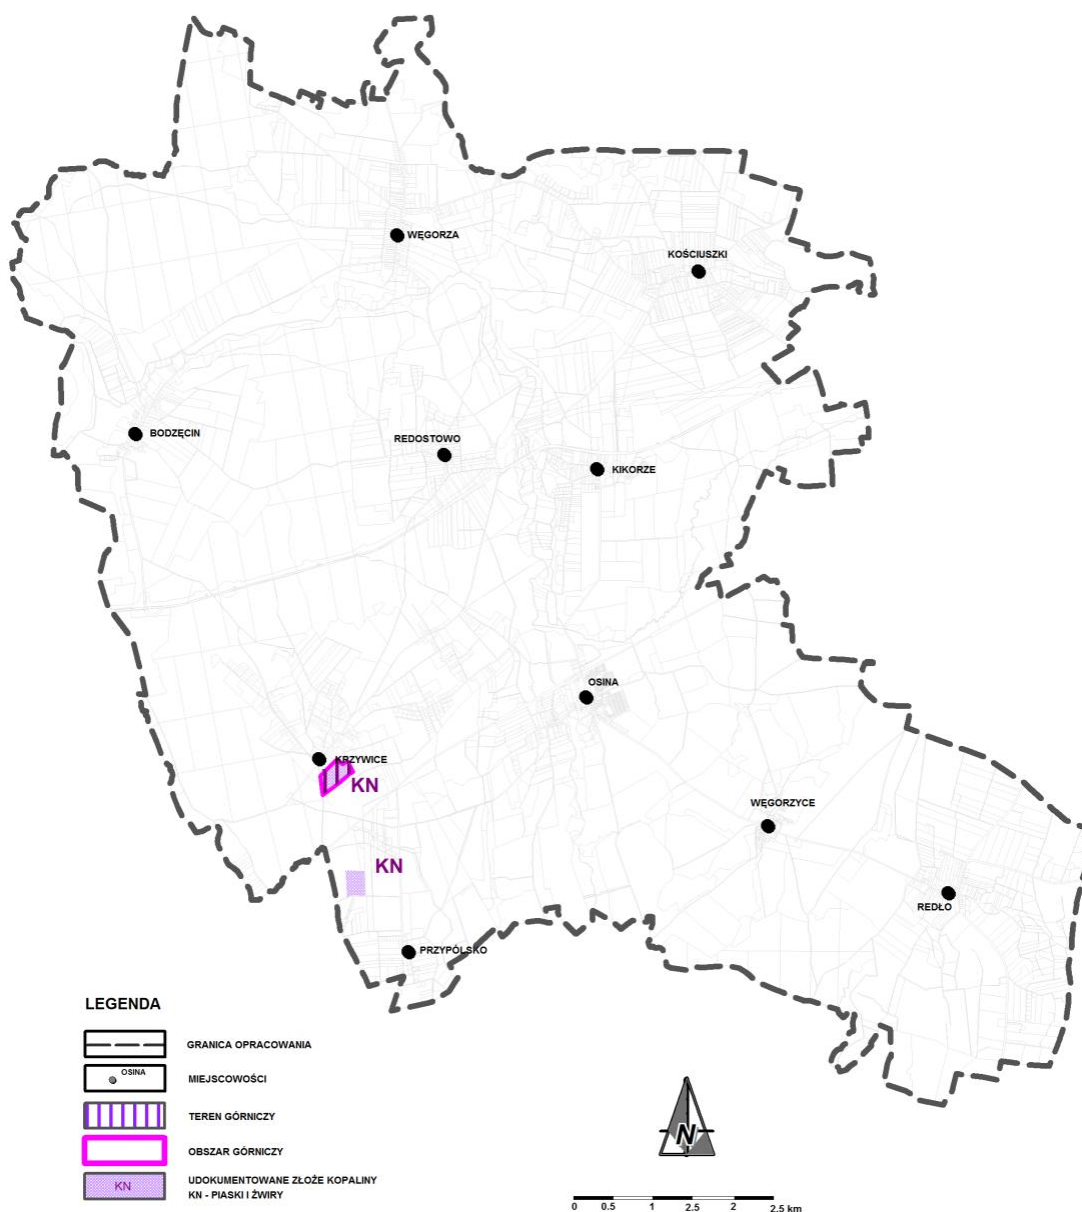 WĘGORZA
KOŚCIUSZKI
BODZĘCIN
REDOSTOWO
KIKORZE
OSINA
KRZYWICE
KN
WĘGORZYCE
KN
REDŁO
PRZYPÓLSKO
LEGENDA
GRANICA OPRACOWANIA
OSINA
MIEJSCOWOŚCI
TEREN GÓRNICZY
OBSZAR GÓRNICZY
KN
UDOKUMENTOWANE ZŁOŻE KOPALINY
KN - PIASKI I ŻWIRY
N
0 0.5 1 2.5 2 2.5 km